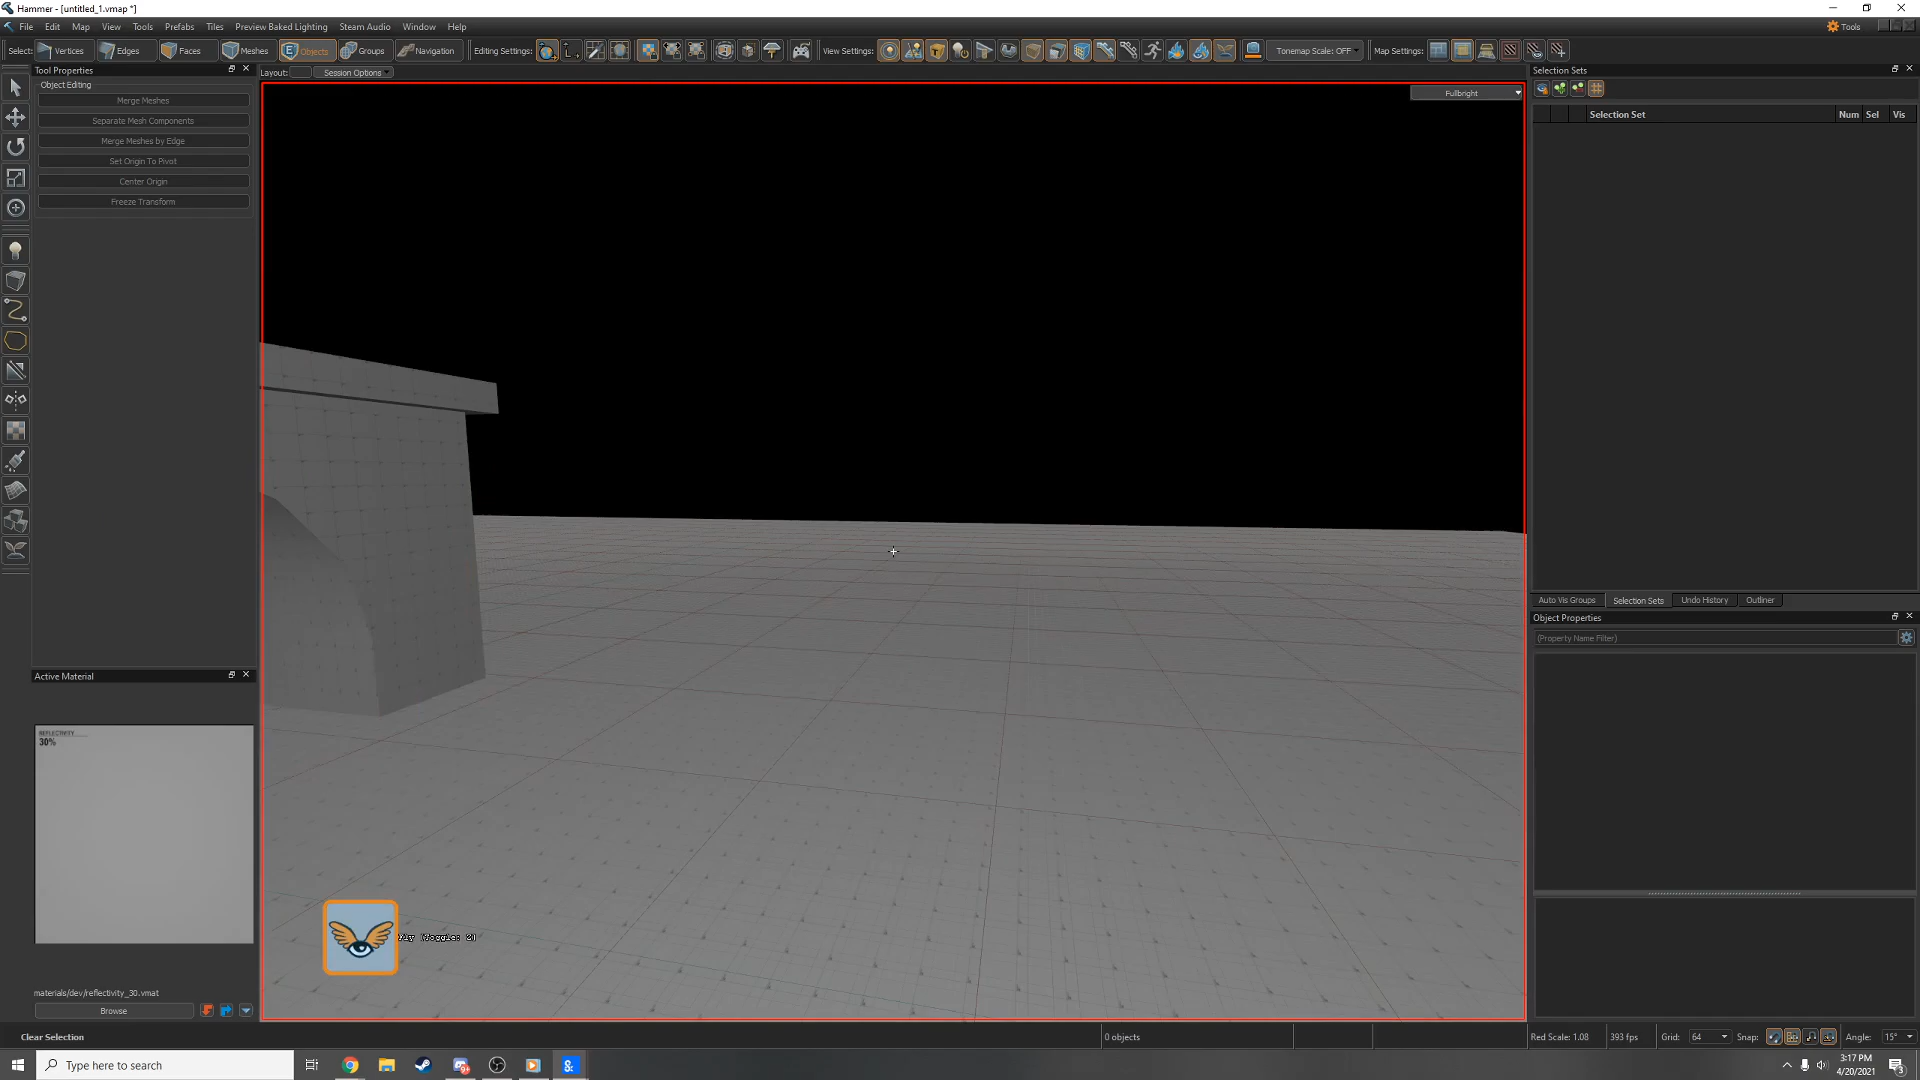 Hammer - [untitled_1.vmap *]
File Edit Map View Tools Prefabs Tiles Preview Baked Lighting Steam Audio Window Help
Tools
Select: Vertices Edges Faces Meshes Objects Groups Navigation Editing Settings: View Settings: Tonemap Scale: OFF Map Settings:
Tool Properties
Layout: Session Options
Selection Sets
Object Editing
Merge Meshes
Separate Mesh Components
Merge Meshes by Edge
Set Origin To Pivot
Center Origin
Freeze Transform
Fullbright
Selection Set Num Sel Vis
Auto Vis Groups Selection Sets Undo History Outliner
Object Properties
(Property Name Filter)
Active Material
REFLECTIVITY
30%
materials/dev/reflectivity_30.vmat
Browse
Fly (Toggle: Z)
Clear Selection
0 objects
Red Scale: 1.08
393 fps
Grid: 64
Snap:
Angle: 15°
Type here to search
3:17 PM
4/20/2021
3